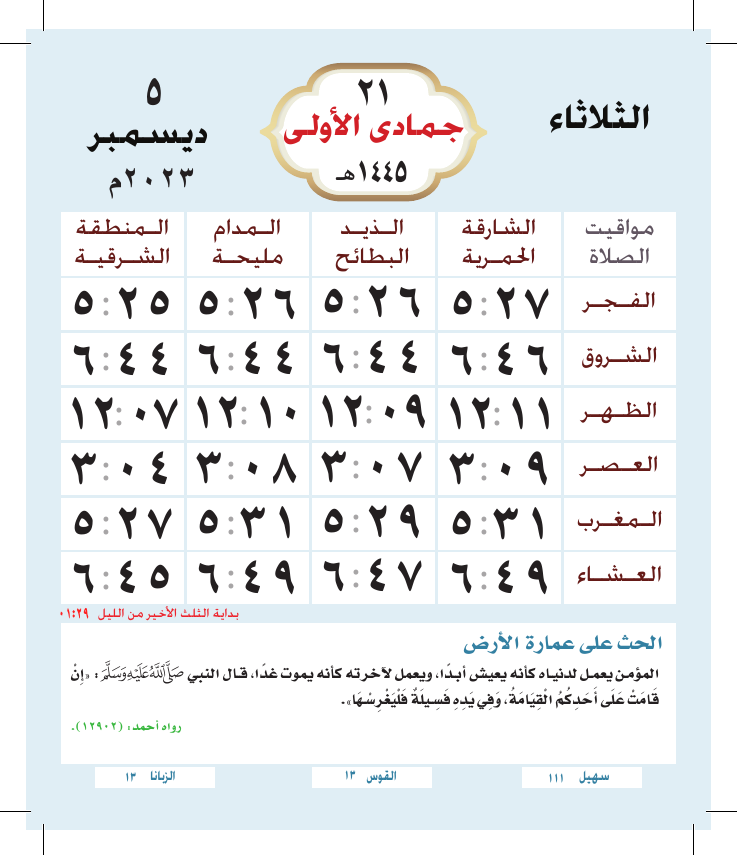 الثلاثاء
٢١
جمادى الأولى
١٤٤٥هـ
٥
ديسمبر
٢٠٢٣م
مواقيت الصلاة | الشارقة الحمرية | الذيد البطائح | المدام مليحة | المنطقة الشرقية
الفجر ٥:٢٧ ٥:٢٦ ٥:٢٦ ٥:٢٥
الشروق ٦:٤٦ ٦:٤٤ ٦:٤٤ ٦:٤٤
الظهر ١٢:١١ ١٢:٠٩ ١٢:١٠ ١٢:٠٧
العصر ٣:٠٩ ٣:٠٧ ٣:٠٨ ٣:٠٤
المغرب ٥:٣١ ٥:٢٩ ٥:٣١ ٥:٢٧
العشاء ٦:٤٩ ٦:٤٧ ٦:٤٩ ٦:٤٥
بداية الثلث الأخير من الليل ٠١:٢٩
الحث على عمارة الأرض
المؤمن يعمل لدنياه كأنه يعيش أبدًا، ويعمل لآخرته كأنه يموت غدًا، قال النبي صَلَّى اللَّهُ عَلَيْهِ وَسَلَّمَ: «إِنْ
قَامَتْ عَلَى أَحَدِكُمُ الْقِيَامَةُ، وَفِي يَدِهِ فَسِيلَةٌ فَلْيَغْرِسْهَا».
رواه أحمد: (١٢٩٠٢).
سهيل ١١١
القوس ١٣
الزبانا ١٣